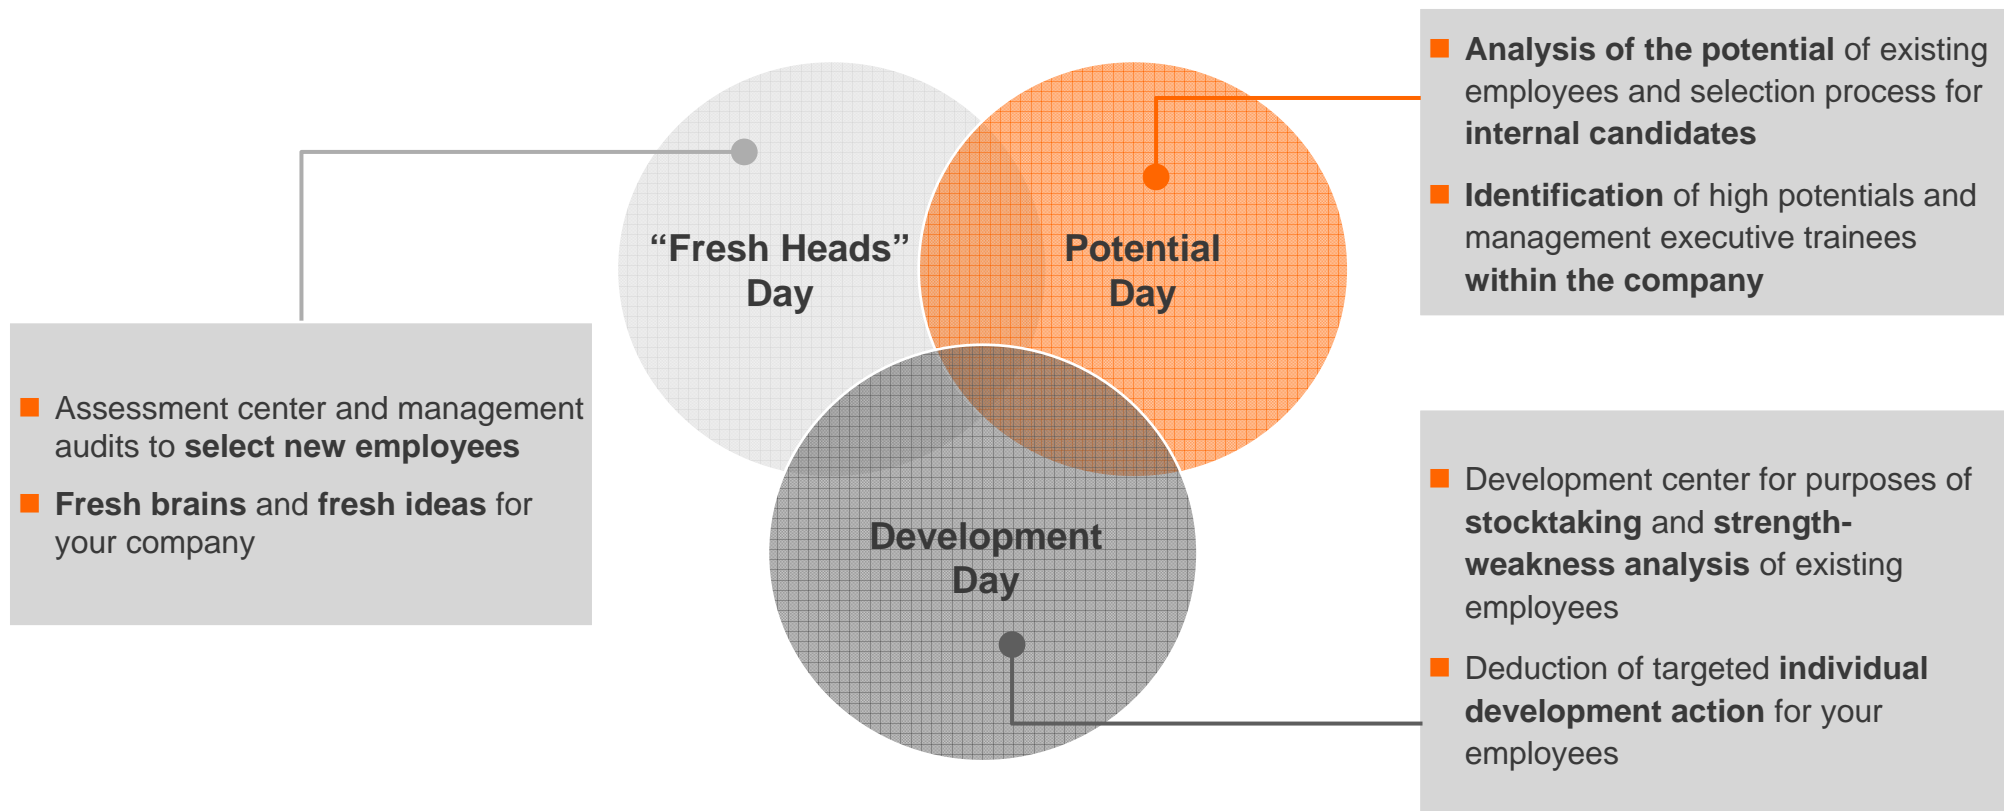 “Fresh Heads”
Day
Potential
Day
Development
Day
Assessment center and management
audits to select new employees
Fresh brains and fresh ideas for
your company
Analysis of the potential of existing
employees and selection process for
internal candidates
Identification of high potentials and
management executive trainees
within the company
Development center for purposes of
stocktaking and strength-
weakness analysis of existing
employees
Deduction of targeted individual
development action for your
employees